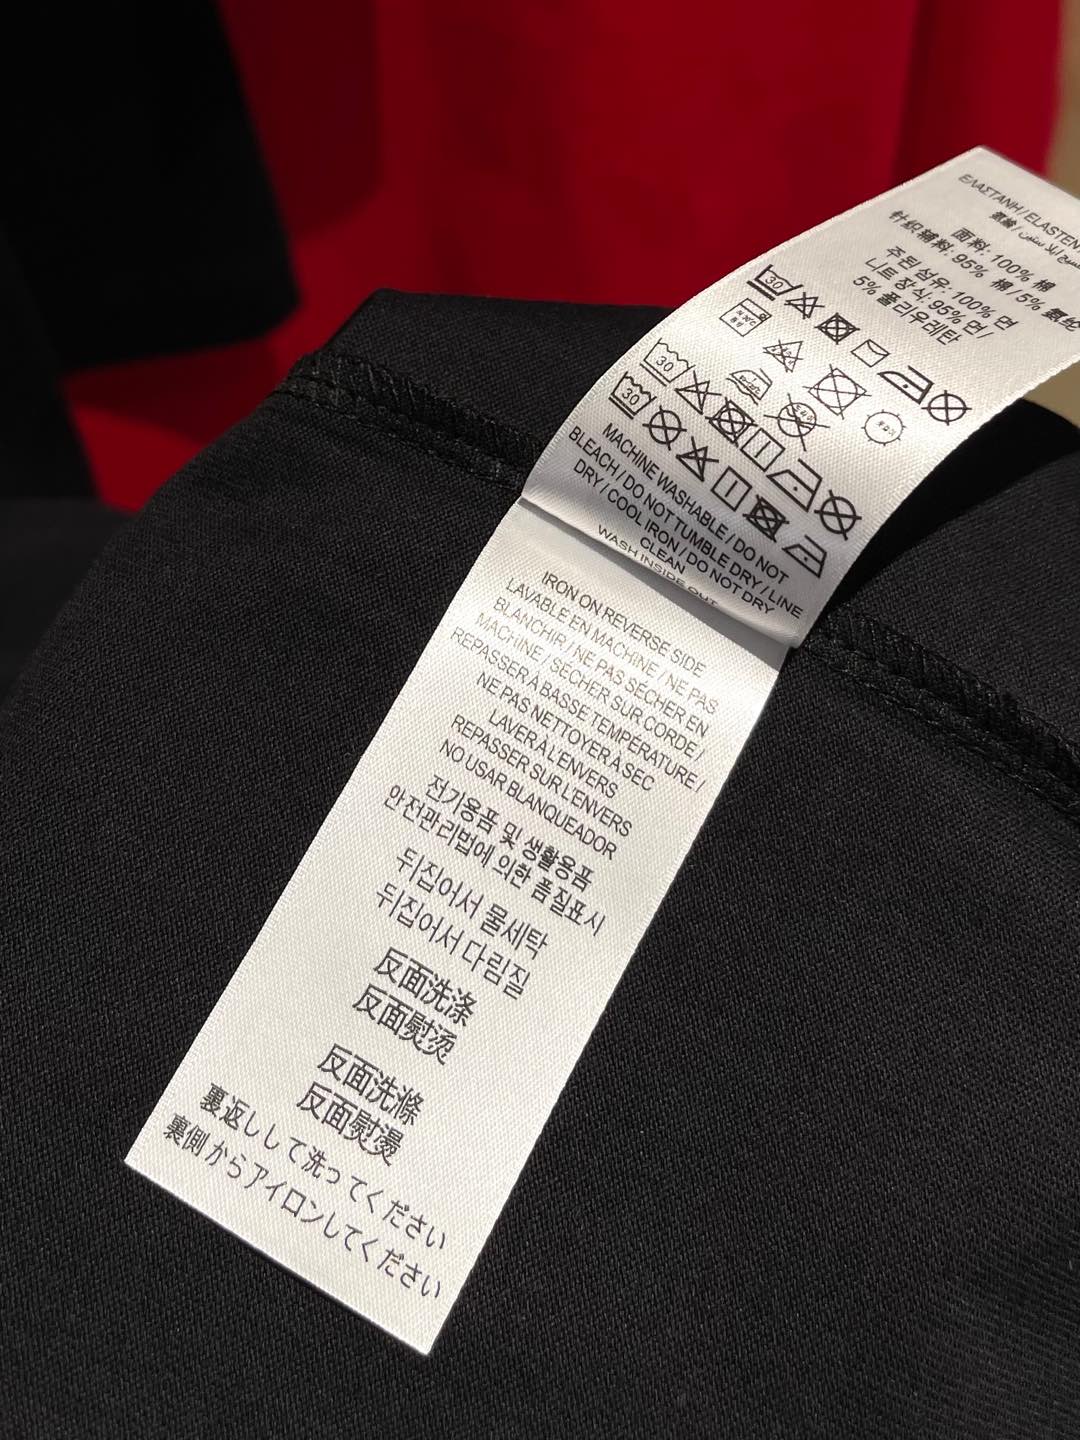 ΕΛΑΣΤΑΝΗ / ELASTEN
氨綸 /
面料: 100% 棉
针织辅料: 95% 棉 / 5% 氨纶
주된 섬유: 100% 면
니트 장식: 95% 면 /
5% 폴리우레탄
30
30
30
MACHINE WASHABLE / DO NOT
BLEACH / DO NOT TUMBLE DRY / LINE
DRY / COOL IRON / DO NOT DRY
CLEAN
WASH INSIDE OUT
IRON ON REVERSE SIDE
LAVABLE EN MACHINE / NE PAS
BLANCHIR / NE PAS SÉCHER EN
MACHINE / SÉCHER SUR CORDE /
REPASSER À BASSE TEMPÉRATURE /
NE PAS NETTOYER À SEC
LAVER À L'ENVERS
REPASSER SUR L'ENVERS
NO USAR BLANQUEADOR
전기용품 및 생활용품
안전관리법에 의한 품질표시
뒤집어서 물세탁
뒤집어서 다림질
反面洗涤
反面熨烫
反面洗滌
反面熨燙
裏返しして洗ってください
裏側からアイロンしてください